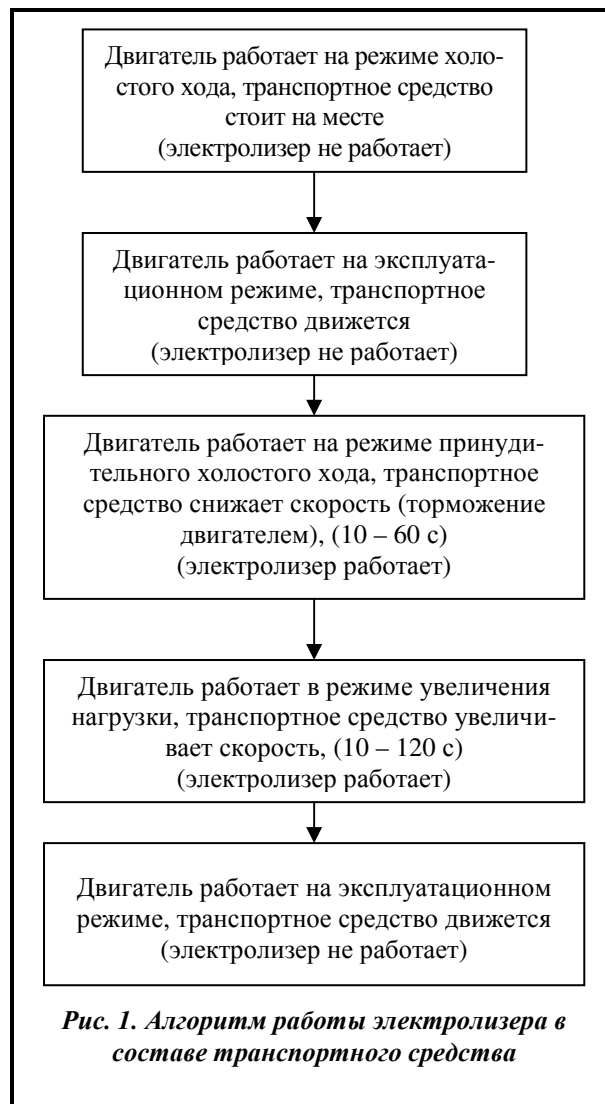 Двигатель работает на режиме холо-
стого хода, транспортное средство
стоит на месте
(электролизер не работает)
Двигатель работает на эксплуата-
ционном режиме, транспортное
средство движется
(электролизер не работает)
Двигатель работает на режиме принуди-
тельного холостого хода, транспортное
средство снижает скорость (торможение
двигателем), (10 – 60 с)
(электролизер работает)
Двигатель работает в режиме увеличения
нагрузки, транспортное средство увеличи-
вает скорость, (10 – 120 с)
(электролизер работает)
Двигатель работает на эксплуатационном
режиме, транспортное средство движется
(электролизер не работает)
Рис. 1. Алгоритм работы электролизера в
составе транспортного средства